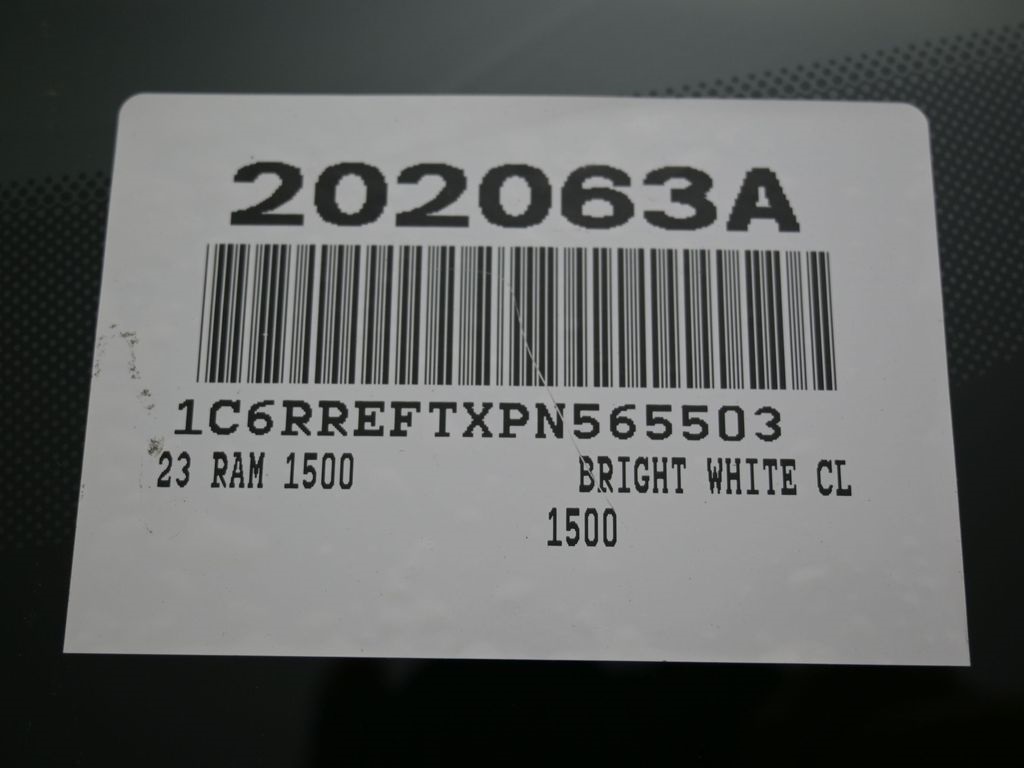 202063A
1C6RREFTXPN565503
23 RAM 1500 BRIGHT WHITE CL
1500